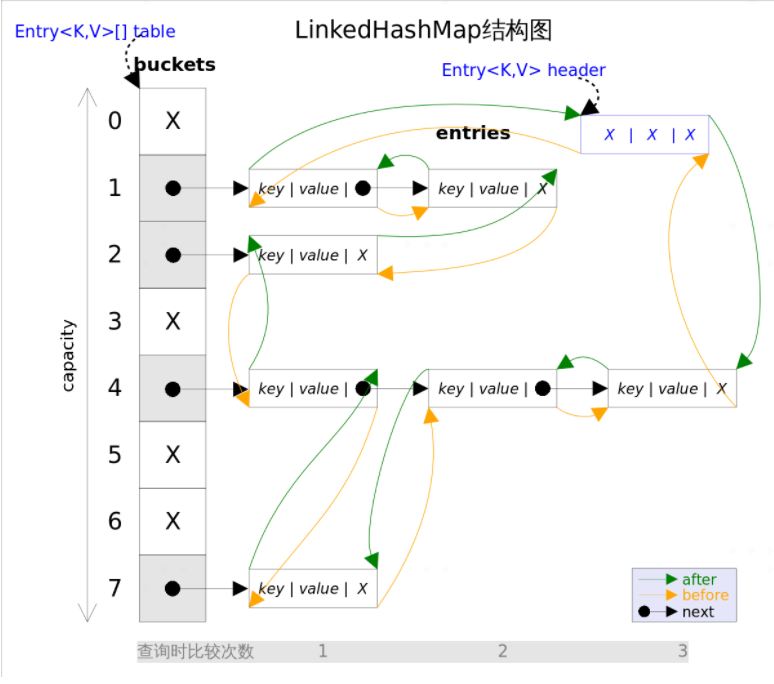 LinkedHashMap结构图
Entry<K,V>[] table
buckets
Entry<K,V> header
entries
0 X
X | X | X
1 key | value | key | value | X
2 key | value | X
3 X
capacity
4 key | value | key | value | key | value | X
5 X
6 X
7 key | value | X
after
before
next
查询时比较次数 1 2 3